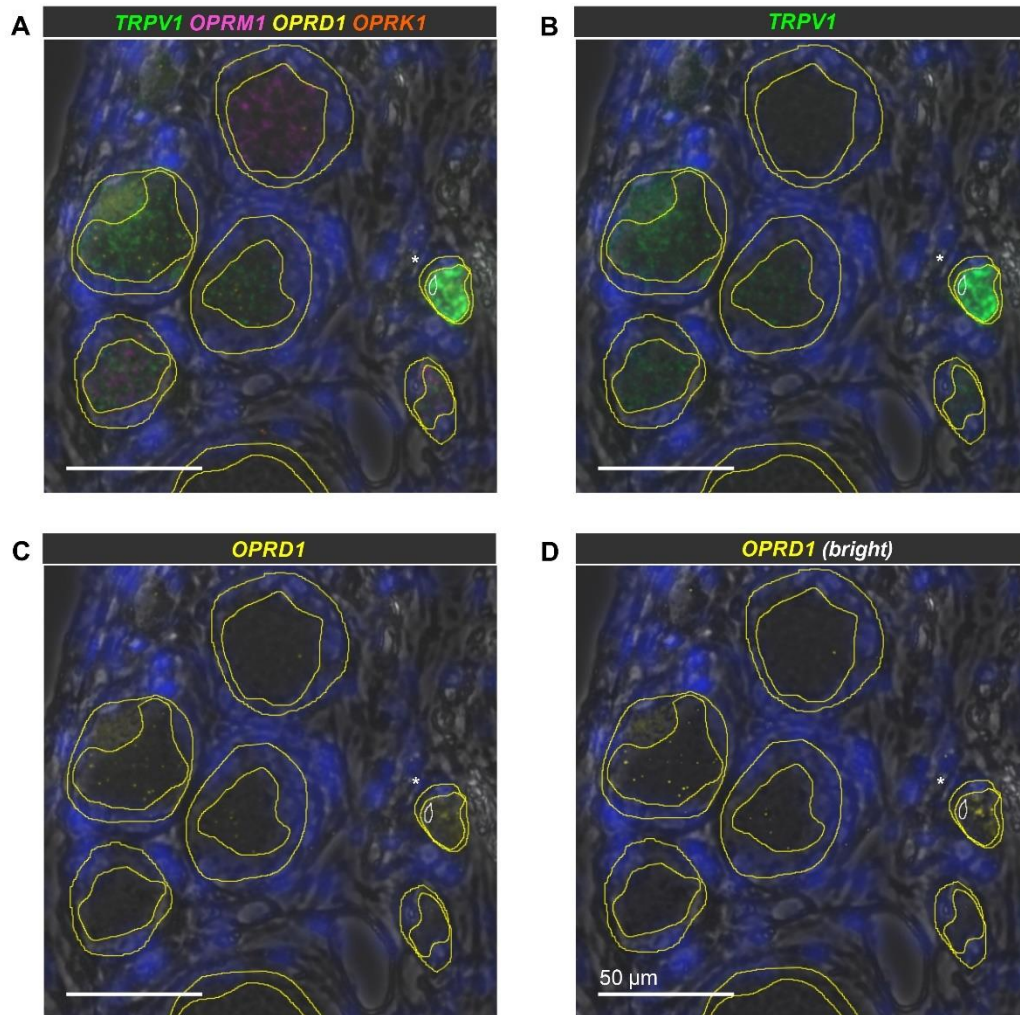 A
TRPV1 OPRM1 OPRD1 OPRK1
*
B
TRPV1
*
C
OPRD1
*
D
OPRD1 (bright)
*
50 µm